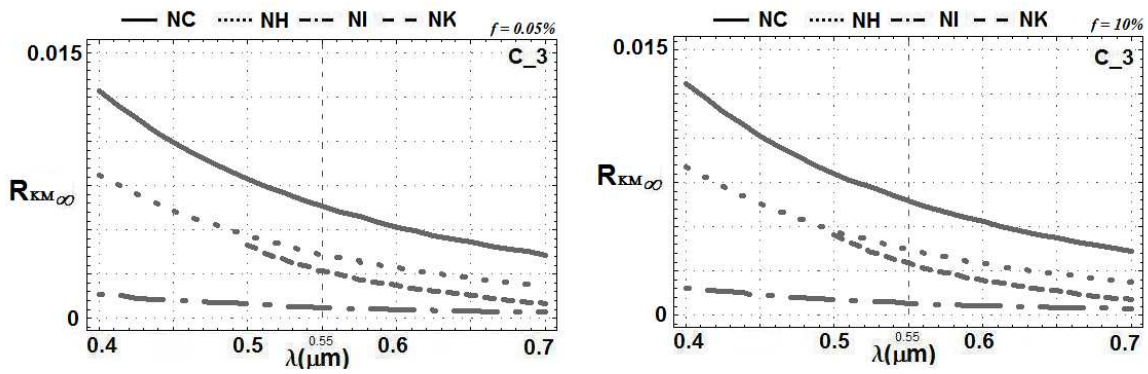 NC NH NI NK
f = 0.05%
0.015
C_3
R_KM∞
0
0.4 0.5 0.55 0.6 0.7
λ(μm)
NC NH NI NK
f = 10%
0.015
C_3
R_KM∞
0
0.4 0.5 0.55 0.6 0.7
λ(μm)